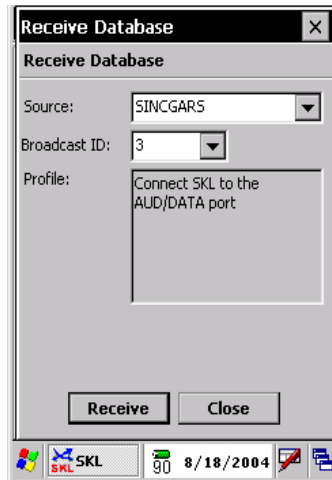 Receive Database
Receive Database
Source: SINCGARS
Broadcast ID: 3
Profile: Connect SKL to the
AUD/DATA port
Receive Close
SKL SKL 90 8/18/2004